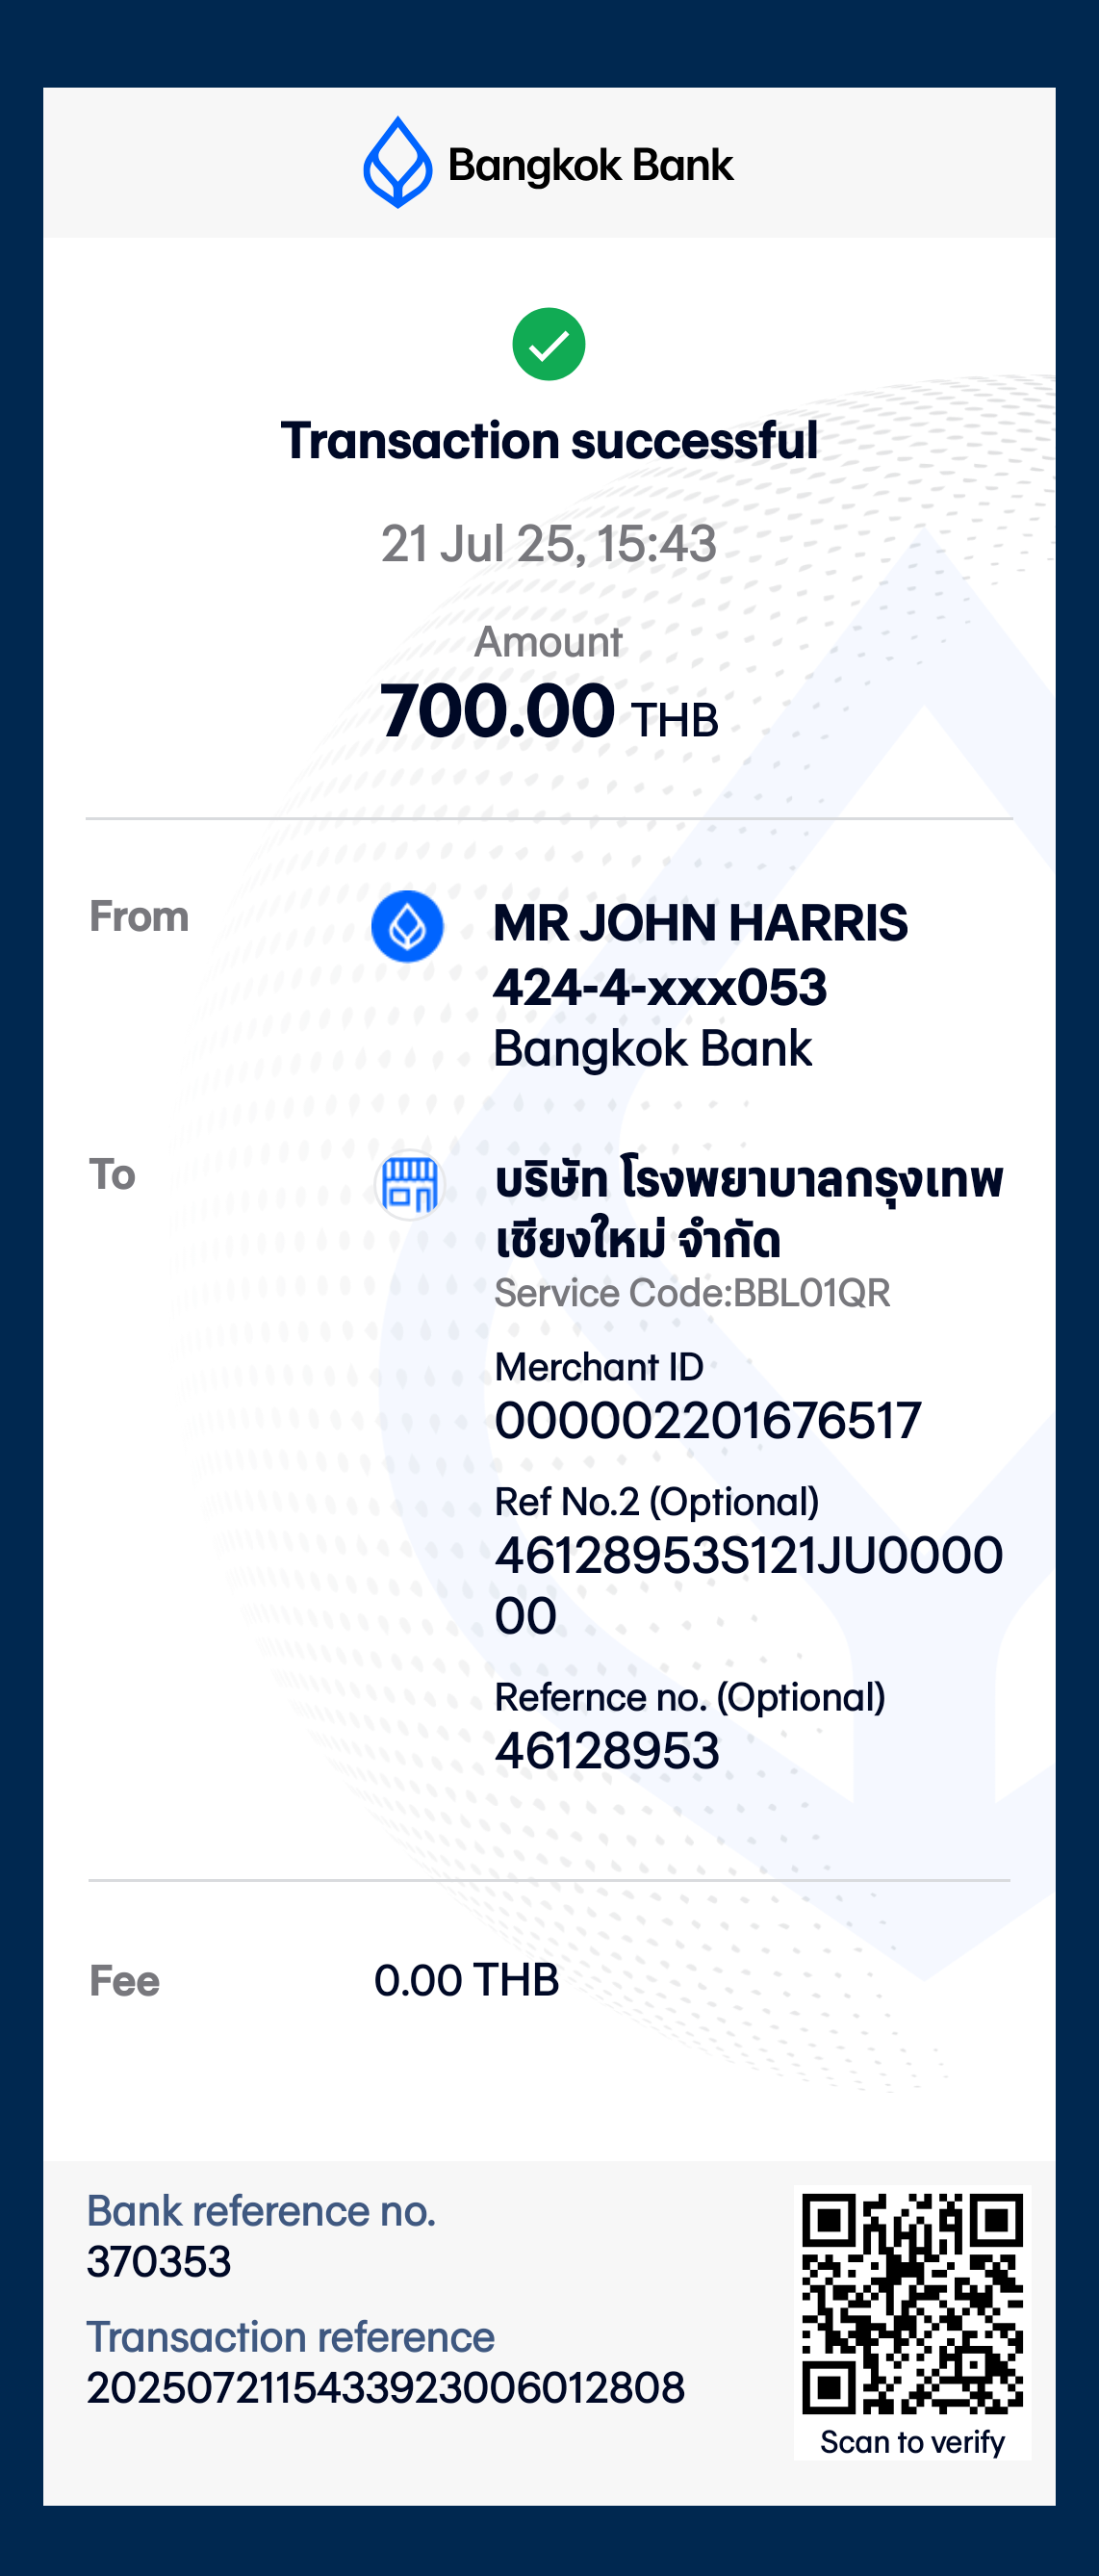 Bangkok Bank
Transaction successful
21 Jul 25, 15:43
Amount
700.00 THB
From
MR JOHN HARRIS
424-4-xxx053
Bangkok Bank
To
บริษัท โรงพยาบาลกรุงเทพ
เชียงใหม่ จำกัด
Service Code:BBL01QR
Merchant ID
000002201676517
Ref No.2 (Optional)
46128953S121JU0000
00
Refernce no. (Optional)
46128953
Fee
0.00 THB
Bank reference no.
370353
Transaction reference
2025072115433923006012808
Scan to verify